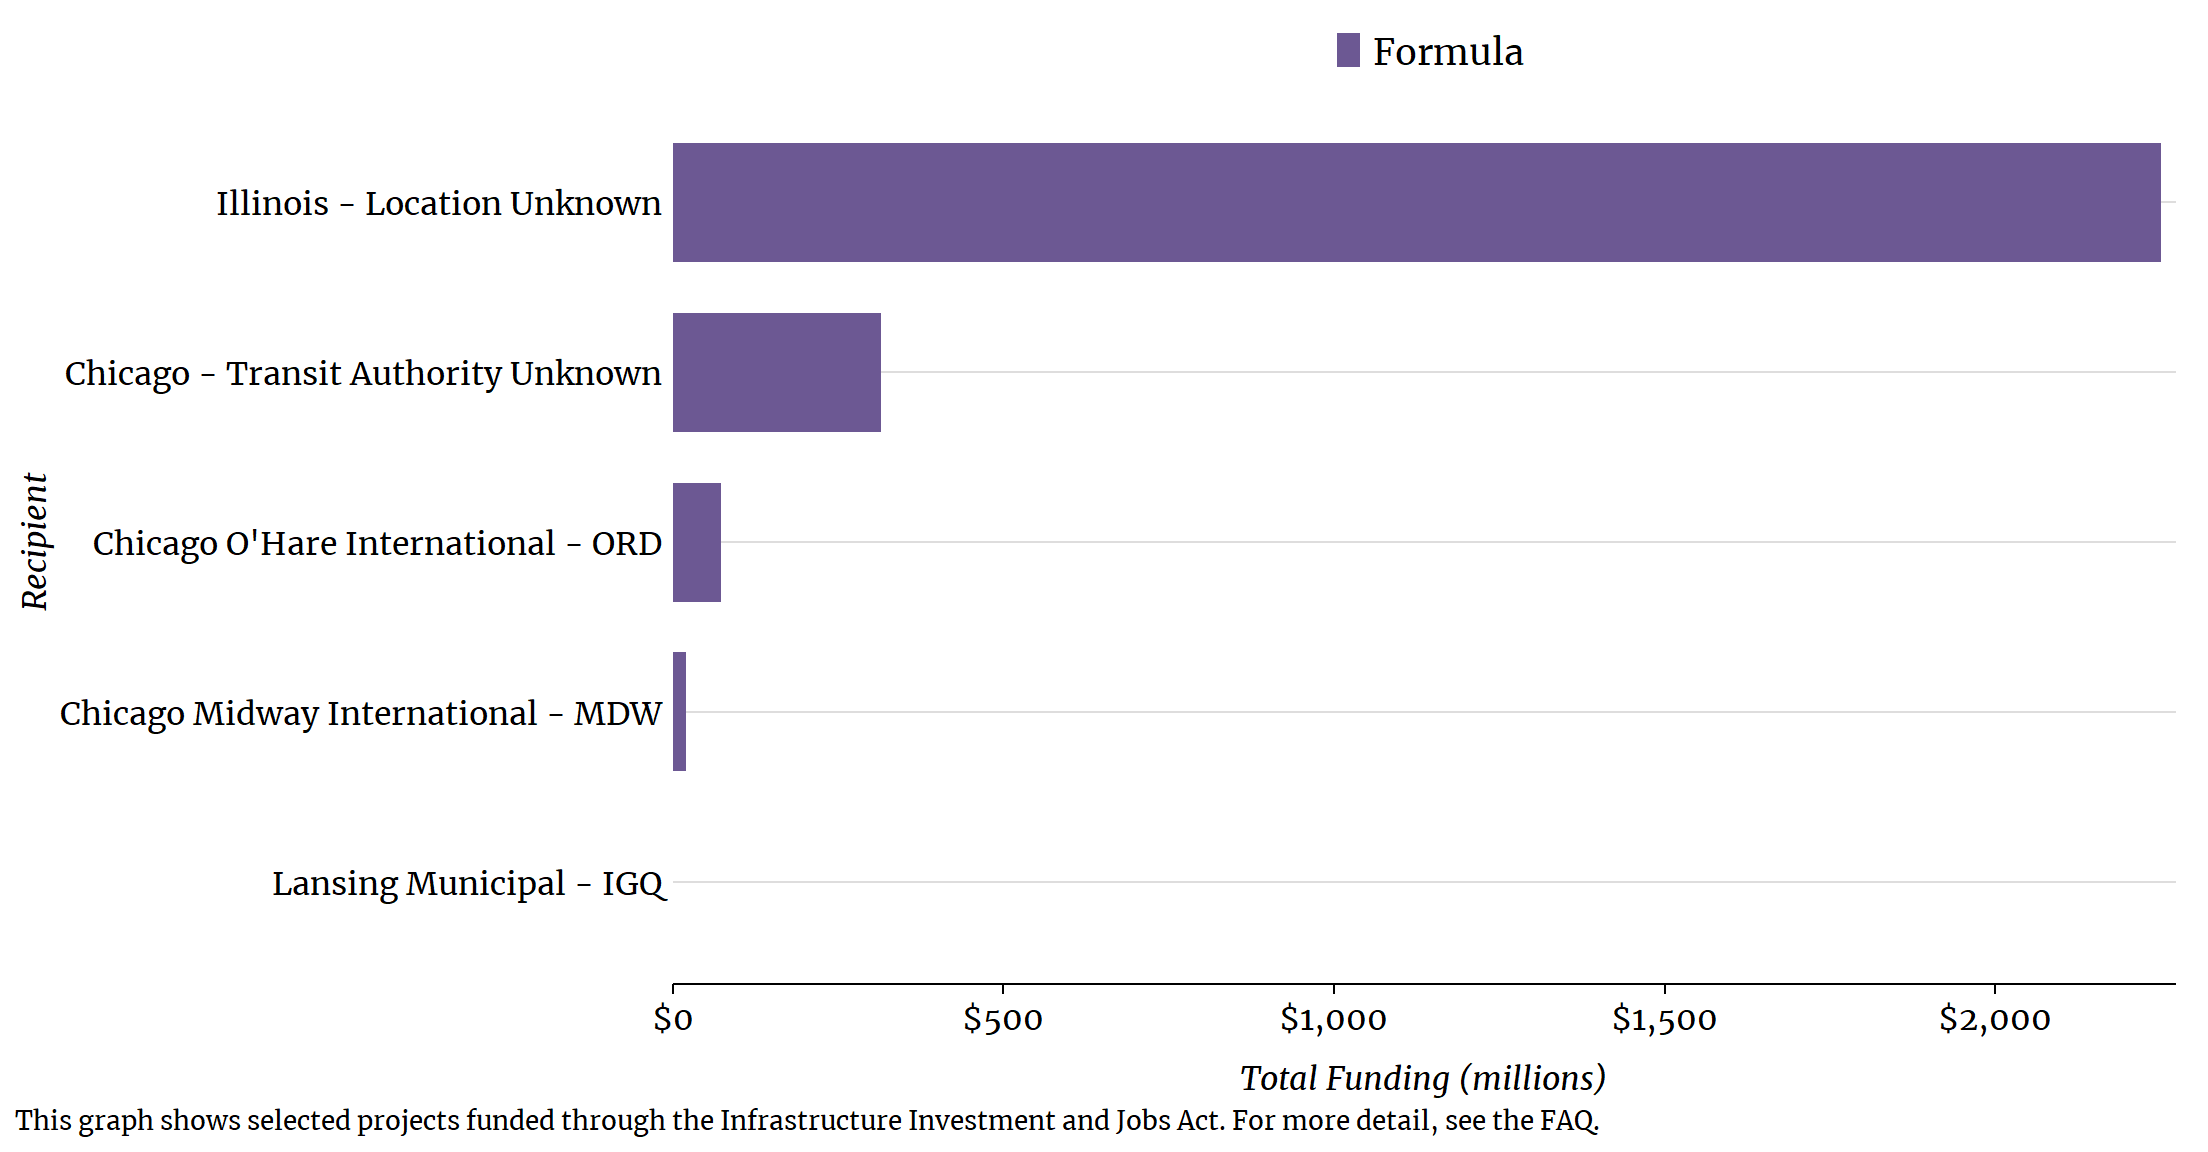 Formula
Illinois - Location Unknown
Chicago - Transit Authority Unknown
Chicago O'Hare International - ORD
Chicago Midway International - MDW
Lansing Municipal - IGQ
Recipient
$0 $500 $1,000 $1,500 $2,000
Total Funding (millions)
This graph shows selected projects funded through the Infrastructure Investment and Jobs Act. For more detail, see the FAQ.